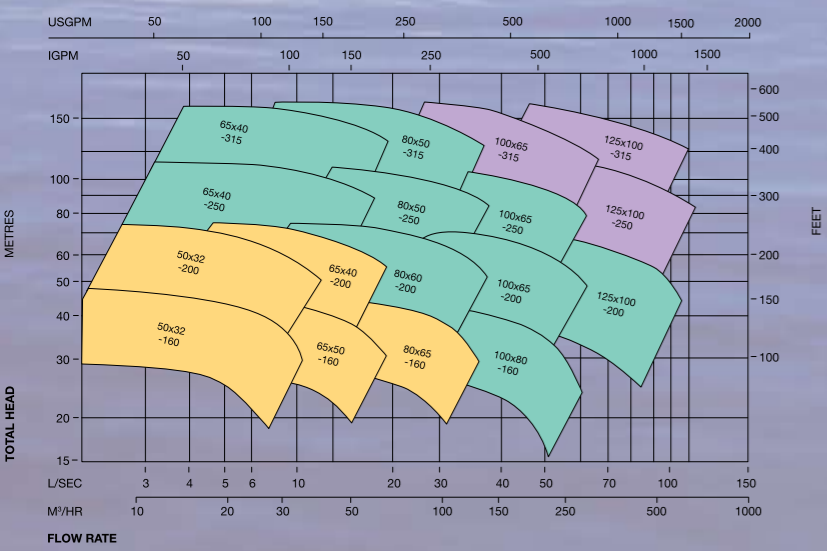 USGPM 50 100 150 250 500 1000 1500 2000
IGPM 50 100 150 250 500 1000 1500
600
150 500
400
100
300
80
60 200
50
150
40
30 100
20
15
METRES
TOTAL HEAD
FEET
65x40
-315
80x50
-315
100x65
-315
125x100
-315
65x40
-250
80x50
-250
100x65
-250
125x100
-250
50x32
-200
65x40
-200
80x60
-200
100x65
-200
125x100
-200
50x32
-160
65x50
-160
80x65
-160
100x80
-160
L/SEC 3 4 5 6 10 20 30 40 50 70 100 150
M³/HR 10 20 30 50 100 150 250 500 1000
FLOW RATE